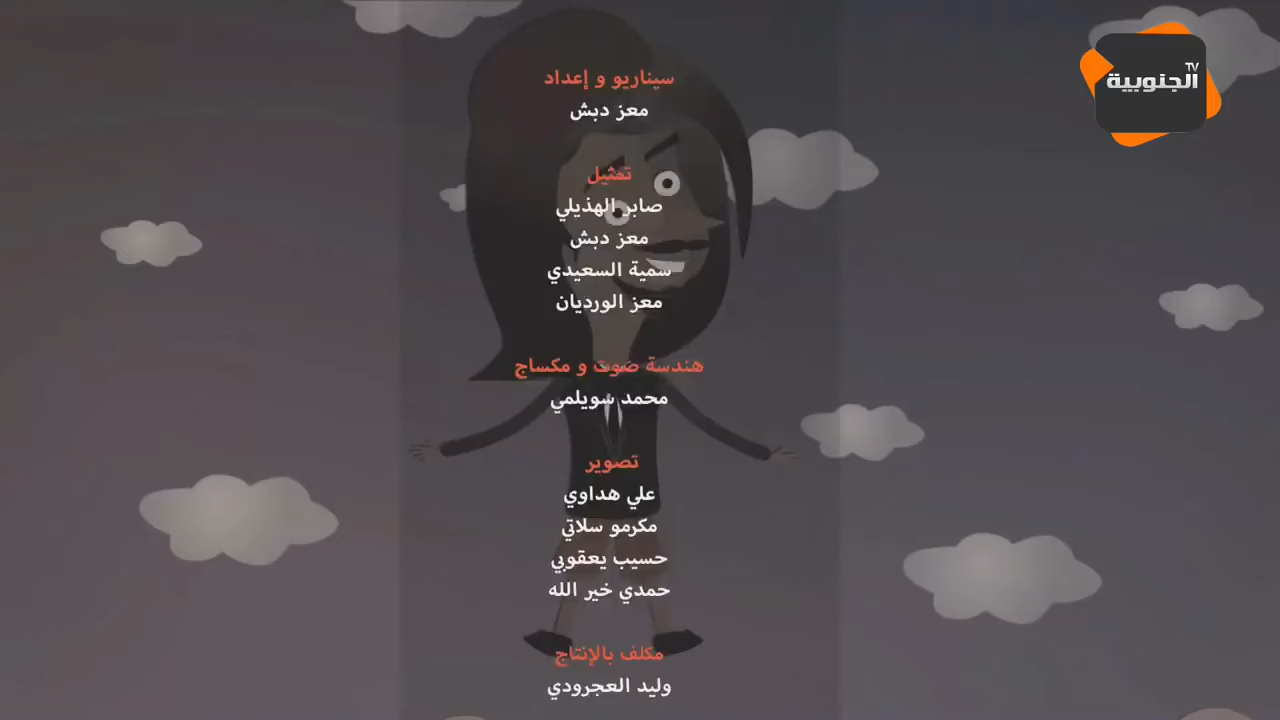 الجنوبية TV
سيناريو و إعداد
معز دبش
تمثيل
صابر الهذيلي
معز دبش
سمية السعيدي
معز الورديان
هندسة صوت و مكساج
محمد سويلمي
تصوير
علي هداوي
مكرمو سلاتي
حسيب يعقوبي
حمدي خير الله
مكلف بالإنتاج
وليد العجرودي